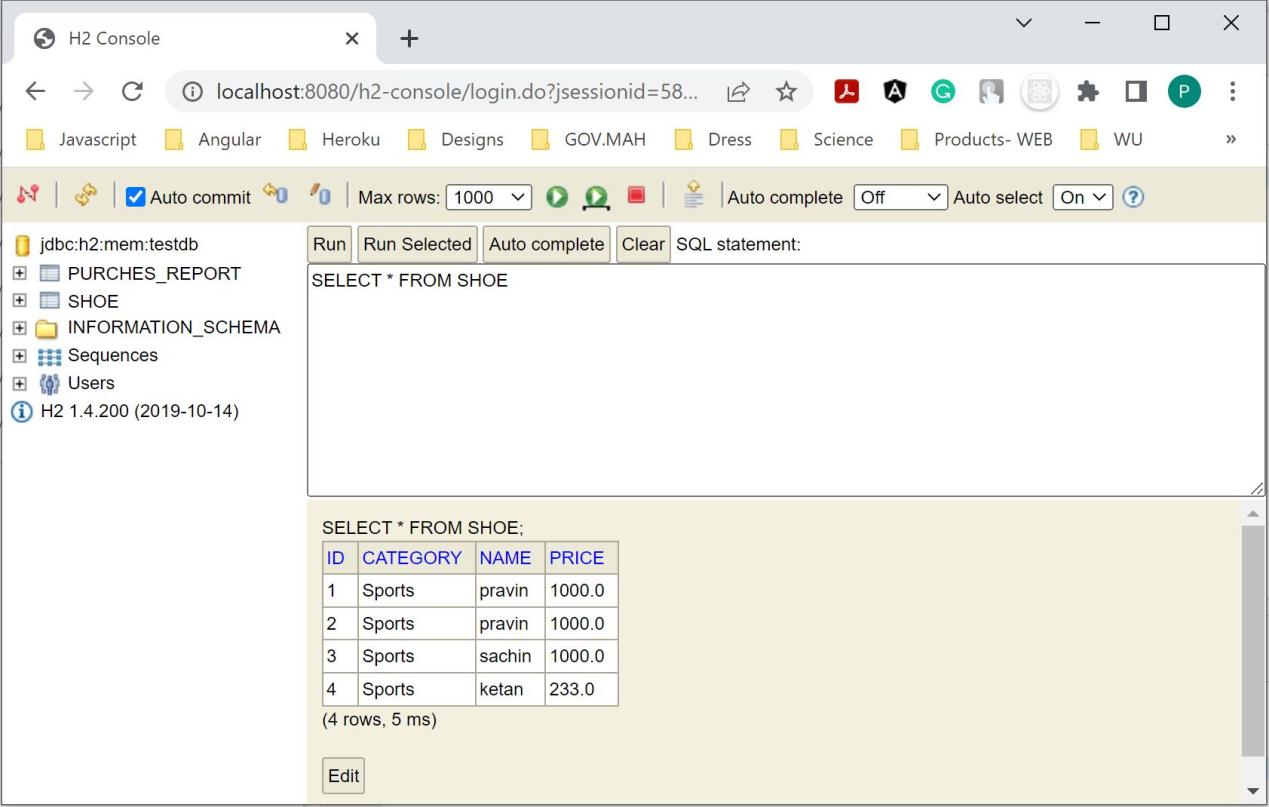 H2 Console
localhost:8080/h2-console/login.do?jsessionid=58...
P
Javascript Angular Heroku Designs GOV.MAH Dress Science Products- WEB WU »
Auto commit Max rows: 1000 Auto complete Off Auto select On
jdbc:h2:mem:testdb
PURCHES_REPORT
SHOE
INFORMATION_SCHEMA
Sequences
Users
H2 1.4.200 (2019-10-14)
Run Run Selected Auto complete Clear SQL statement:
SELECT * FROM SHOE
SELECT * FROM SHOE;
ID CATEGORY NAME PRICE
1 Sports pravin 1000.0
2 Sports pravin 1000.0
3 Sports sachin 1000.0
4 Sports ketan 233.0
(4 rows, 5 ms)
Edit